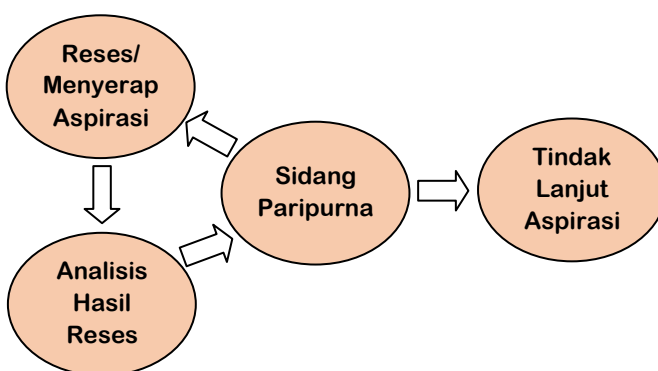 Reses/
Menyerap
Aspirasi
Analisis
Hasil
Reses
Sidang
Paripurna
Tindak
Lanjut
Aspirasi